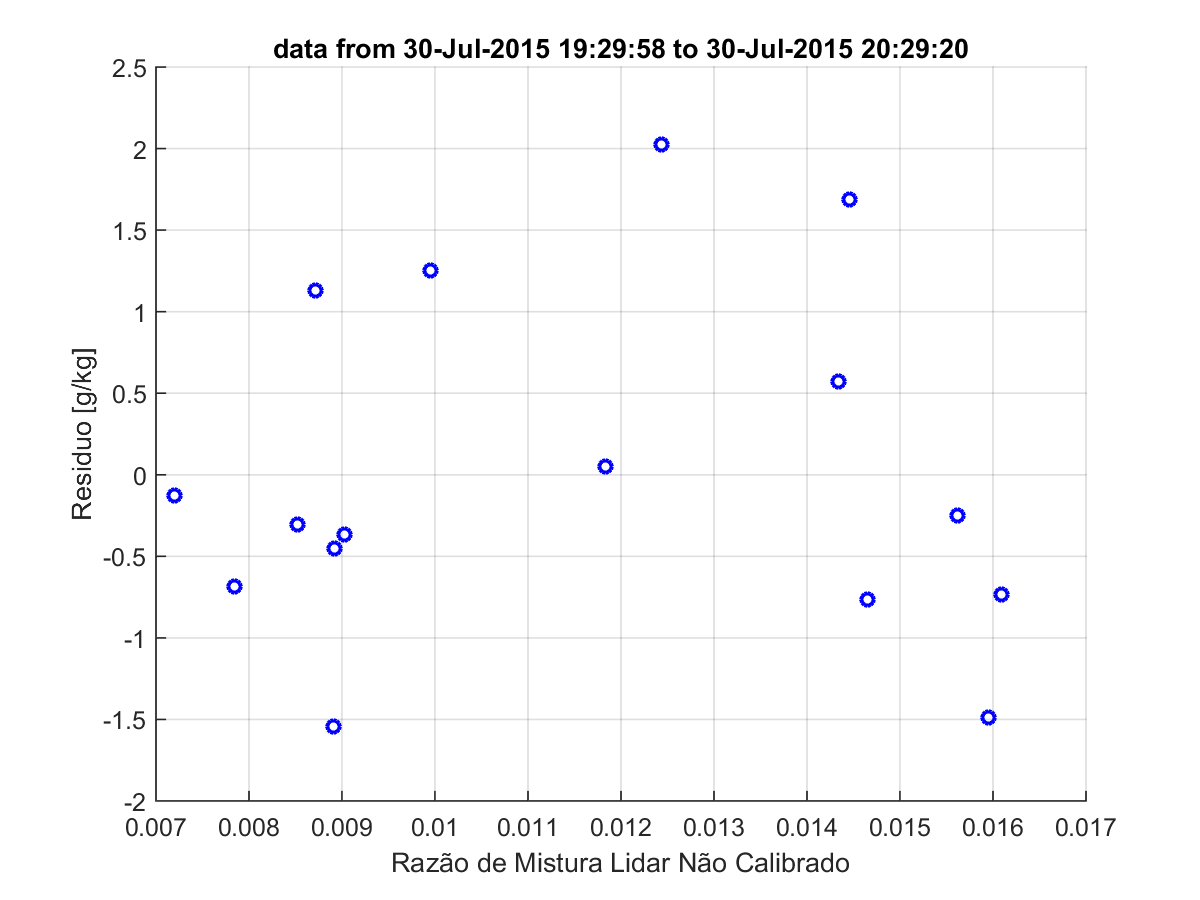 data from 30-Jul-2015 19:29:58 to 30-Jul-2015 20:29:20
2.5
2
1.5
1
0.5
0
-0.5
-1
-1.5
-2
Residuo [g/kg]
0.007 0.008 0.009 0.01 0.011 0.012 0.013 0.014 0.015 0.016 0.017
Razão de Mistura Lidar Não Calibrado